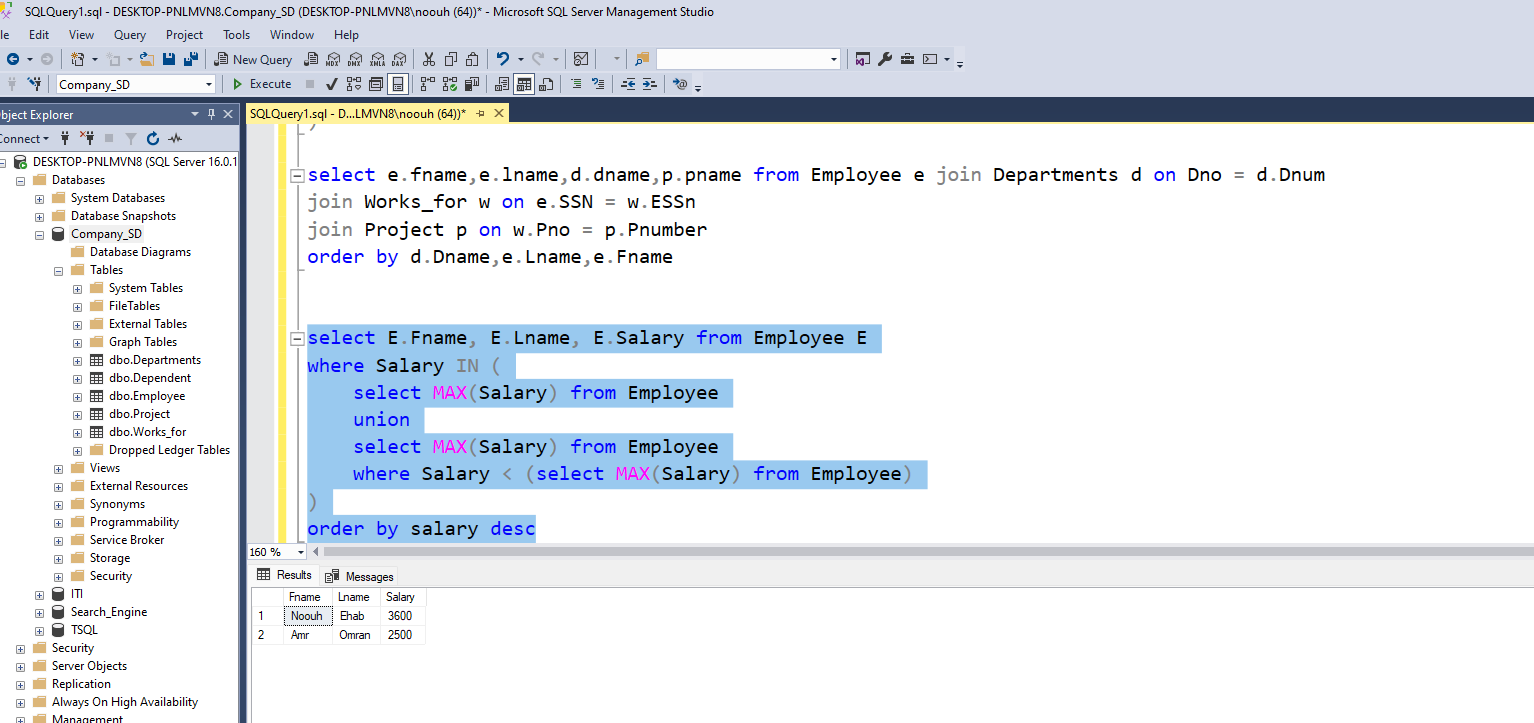 SQLQuery1.sql - DESKTOP-PNLMVN8.Company_SD (DESKTOP-PNLMVN8\noouh (64))* - Microsoft SQL Server Management Studio
le Edit View Query Project Tools Window Help
New Query MDX DMX XMLA DAX
Company_SD Execute
bject Explorer
SQLQuery1.sql - D...LMVN8\noouh (64))*
onnect
DESKTOP-PNLMVN8 (SQL Server 16.0.1
Databases
System Databases
Database Snapshots
Company_SD
Database Diagrams
Tables
System Tables
FileTables
External Tables
Graph Tables
dbo.Departments
dbo.Dependent
dbo.Employee
dbo.Project
dbo.Works_for
Dropped Ledger Tables
Views
External Resources
Synonyms
Programmability
Service Broker
Storage
Security
ITI
Search_Engine
TSQL
Security
Server Objects
Replication
Always On High Availability
Management
)
select e.fname,e.lname,d.dname,p.pname from Employee e join Departments d on Dno = d.Dnum
join Works_for w on e.SSN = w.ESSn
join Project p on w.Pno = p.Pnumber
order by d.Dname,e.Lname,e.Fname
select E.Fname, E.Lname, E.Salary from Employee E
where Salary IN (
select MAX(Salary) from Employee
union
select MAX(Salary) from Employee
where Salary < (select MAX(Salary) from Employee)
)
order by salary desc
160 %
Results Messages
Fname Lname Salary
1 Noouh Ehab 3600
2 Amr Omran 2500